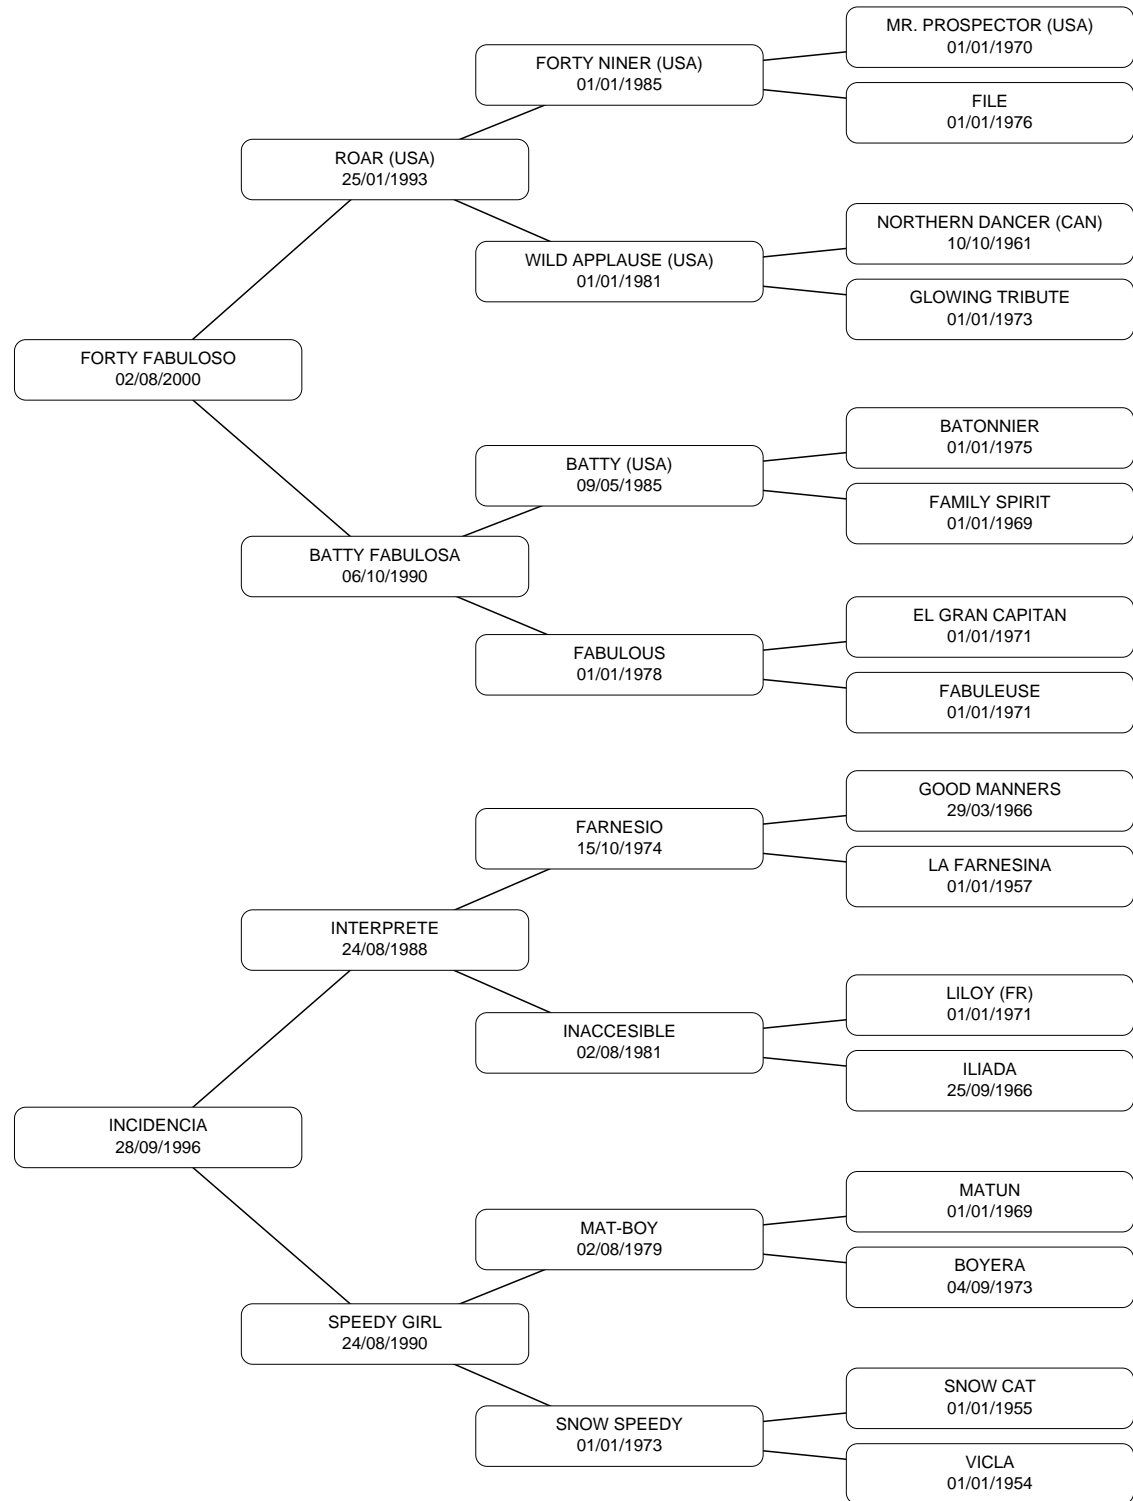 MR. PROSPECTOR (USA)
01/01/1970
FORTY NINER (USA)
01/01/1985
FILE
01/01/1976
ROAR (USA)
25/01/1993
NORTHERN DANCER (CAN)
10/10/1961
WILD APPLAUSE (USA)
01/01/1981
GLOWING TRIBUTE
01/01/1973
FORTY FABULOSO
02/08/2000
BATONNIER
01/01/1975
BATTY (USA)
09/05/1985
FAMILY SPIRIT
01/01/1969
BATTY FABULOSA
06/10/1990
EL GRAN CAPITAN
01/01/1971
FABULOUS
01/01/1978
FABULEUSE
01/01/1971
GOOD MANNERS
29/03/1966
FARNESIO
15/10/1974
LA FARNESINA
01/01/1957
INTERPRETE
24/08/1988
LILOY (FR)
01/01/1971
INACCESIBLE
02/08/1981
ILIADA
25/09/1966
INCIDENCIA
28/09/1996
MATUN
01/01/1969
MAT-BOY
02/08/1979
BOYERA
04/09/1973
SPEEDY GIRL
24/08/1990
SNOW CAT
01/01/1955
SNOW SPEEDY
01/01/1973
VICLA
01/01/1954